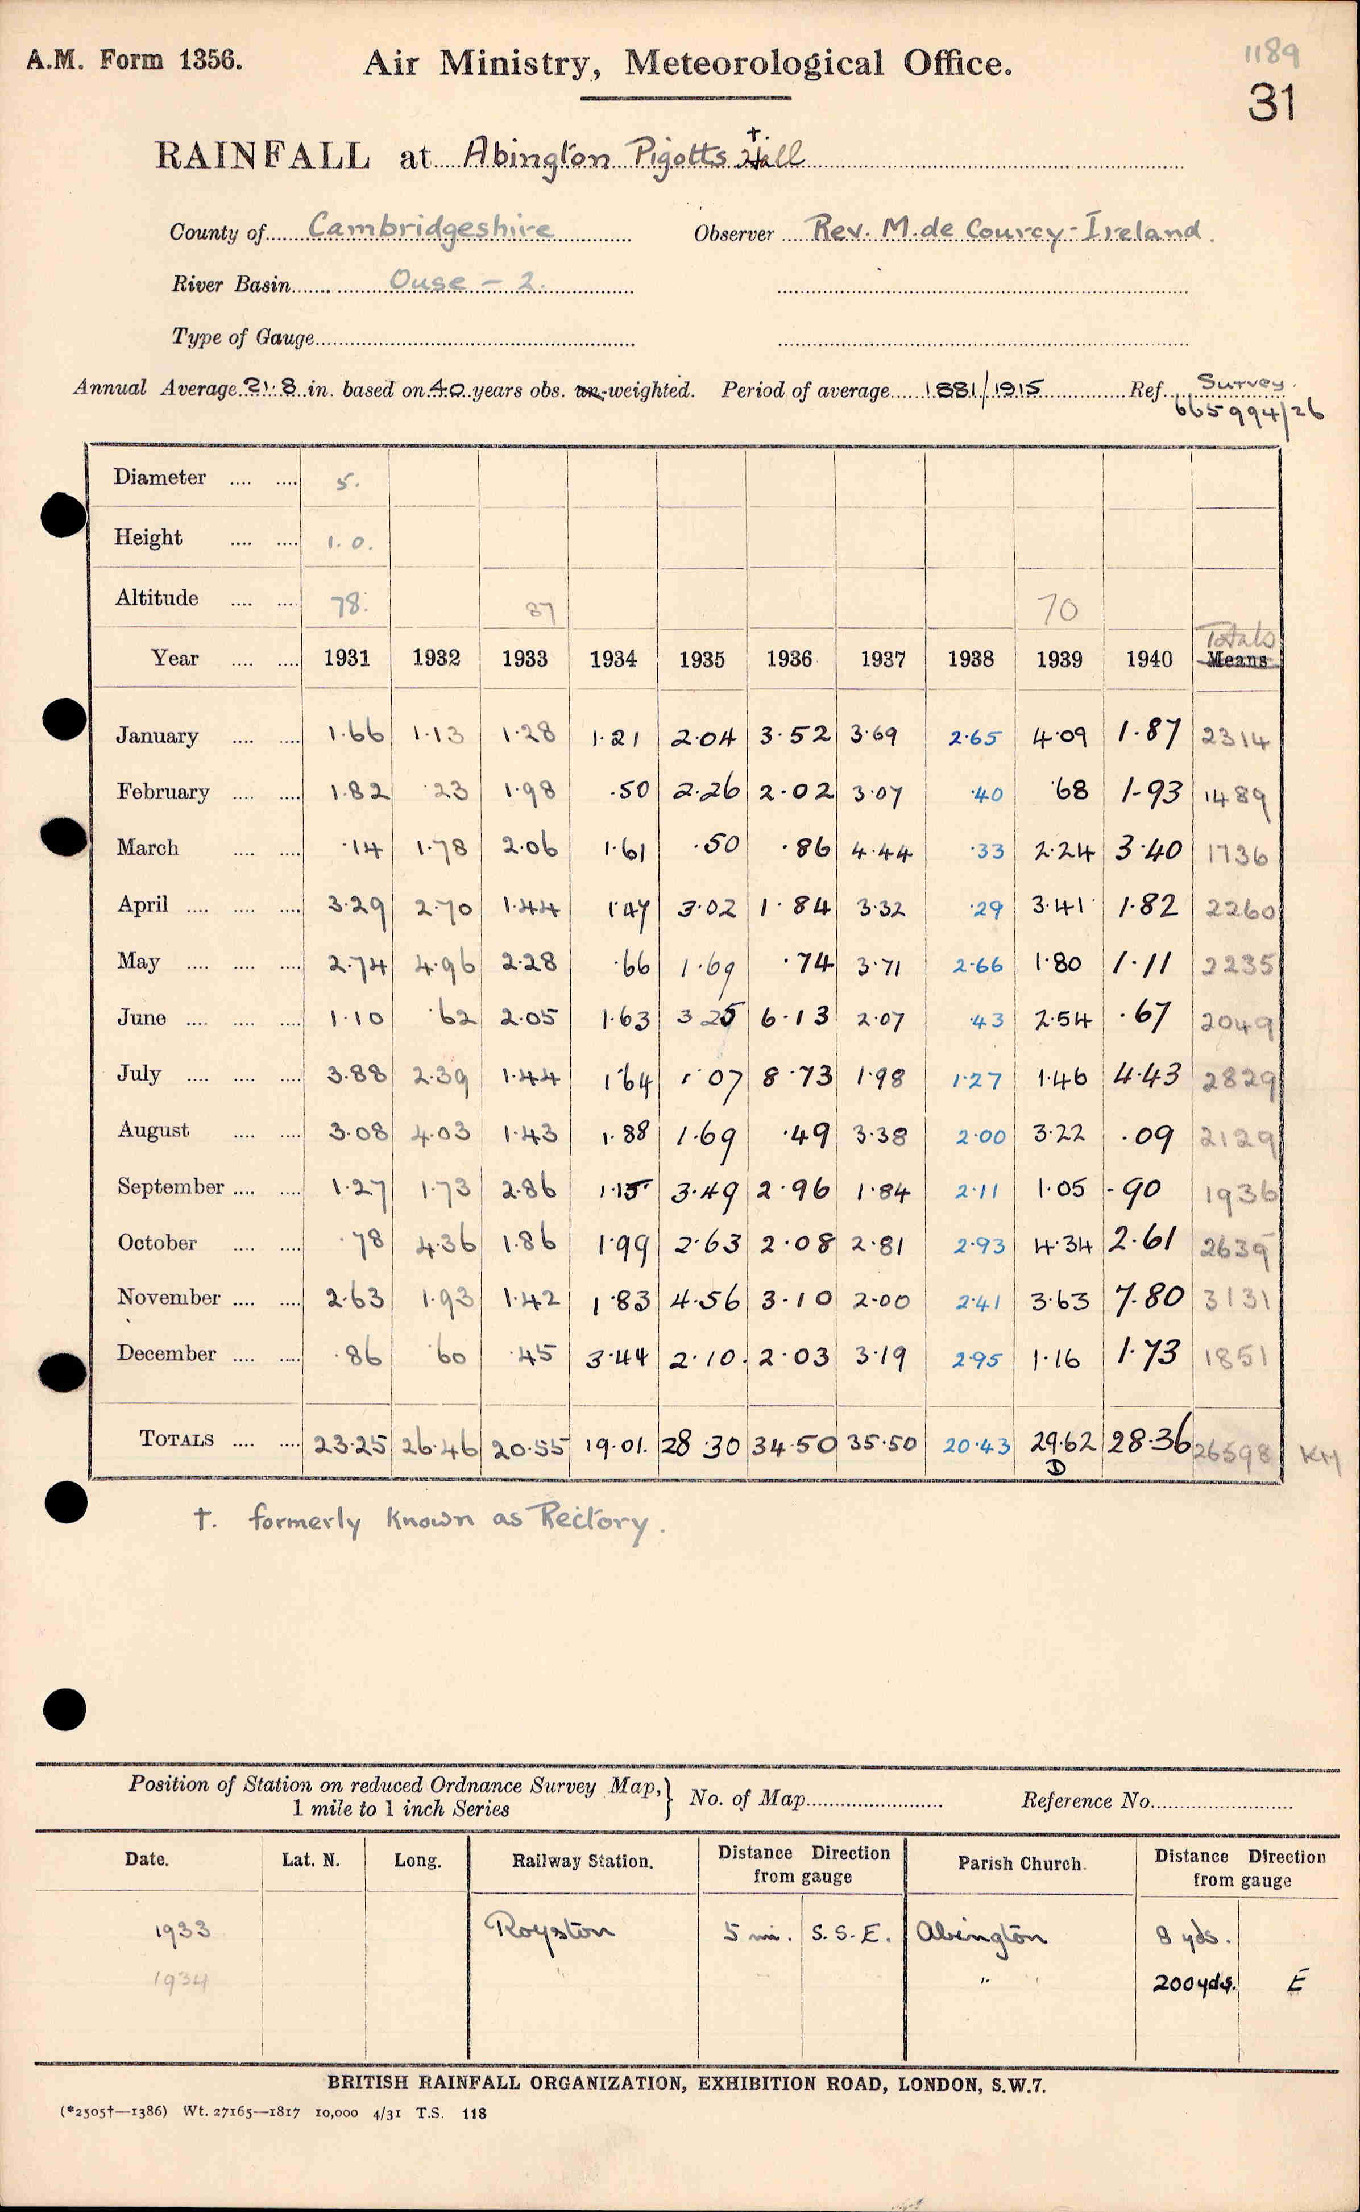 A.M. Form 1356. Air Ministry, Meteorological Office. 1189
31
RAINFALL at Abington Pigotts †. Hall
County of Cambridgeshire Observer Rev. M. de Courcy-Ireland.
River Basin Ouse – 2.
Type of Gauge
Annual Average 21.8 in. based on 40 years obs. un-weighted. Period of average 1881/1915 Ref. Survey 665994/26
Diameter 5.
Height 1.0.
Altitude 78. 87 70
Totals
Year 1931 1932 1933 1934 1935 1936 1937 1938 1939 1940 Means
January 1.66 1.13 1.28 1.21 2.04 3.52 3.69 2.65 4.09 1.87 2314
February 1.82 .23 1.98 .50 2.26 2.02 3.07 .40 .68 1.93 1489
March .14 1.78 2.06 1.61 .50 .86 4.44 .33 2.24 3.40 1736
April 3.29 2.70 1.44 1.47 3.02 1.84 3.32 .29 3.41 1.82 2260
May 2.74 4.96 2.28 .66 1.69 .74 3.71 2.66 1.80 1.11 2235
June 1.10 .62 2.05 1.63 3.25 6.13 2.07 .43 2.54 .67 2049
July 3.88 2.39 1.44 1.64 1.07 8.73 1.98 1.27 1.46 4.43 2829
August 3.08 4.03 1.43 1.88 1.69 .49 3.38 2.00 3.22 .09 2129
September 1.27 1.73 2.86 1.15 3.49 2.96 1.84 2.11 1.05 .90 1936
October .78 4.36 1.86 1.99 2.63 2.08 2.81 2.93 4.34 2.61 2639
November 2.63 1.93 1.42 1.83 4.56 3.10 2.00 2.41 3.63 7.80 3131
December .86 .60 .45 3.44 2.10. 2.03 3.19 2.95 1.16 1.73 1851
TOTALS 23.25 26.46 20.55 19.01. 28.30 34.50 35.50 20.43 29.62 28.36 26598 KM
D
†. formerly known as Rectory.
Position of Station on reduced Ordnance Survey Map, 1 mile to 1 inch Series } No. of Map Reference No.
Date. Lat. N. Long. Railway Station. Distance Direction from gauge Parish Church. Distance Direction from gauge
1933 Royston 5 mi. S.S.E. Abington 8 yds.
1934 " " 200 yds. E
BRITISH RAINFALL ORGANIZATION, EXHIBITION ROAD, LONDON, S.W.7.
(*2505†—1386) Wt. 27165—1817 10,000 4/31 T.S. 118